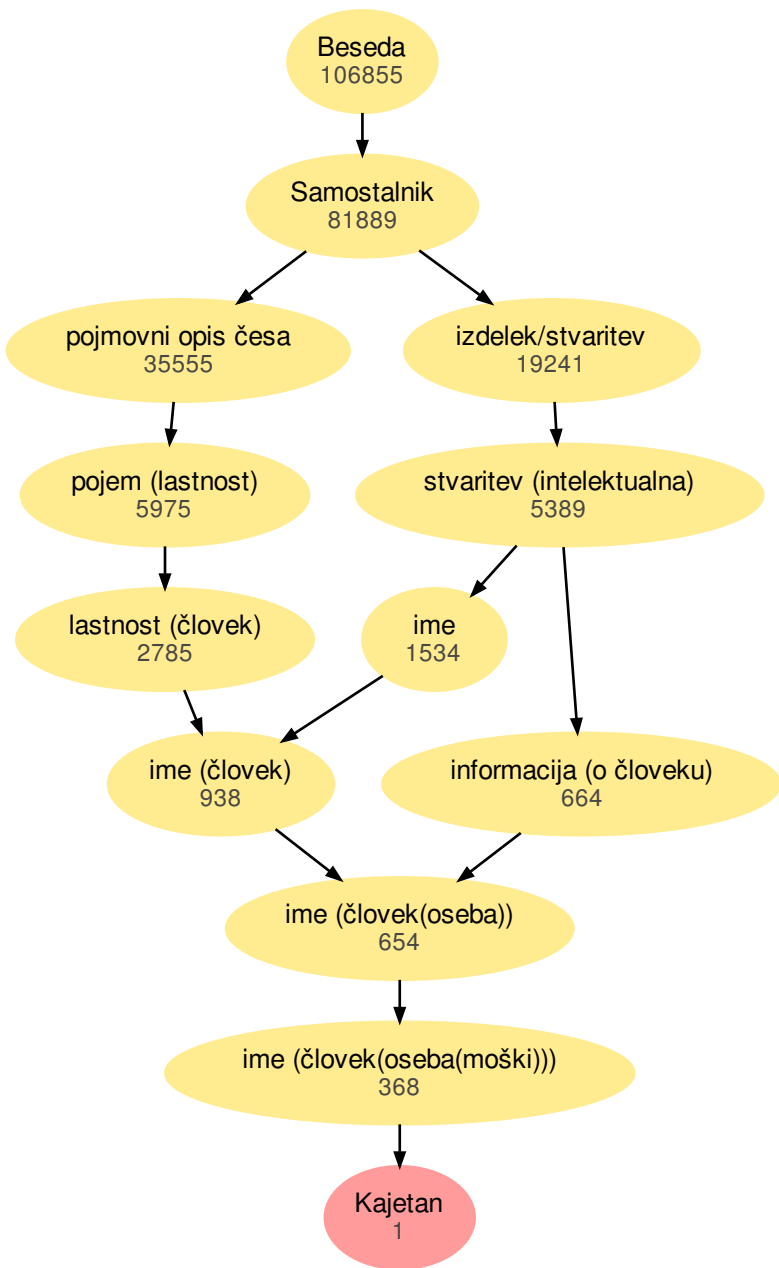 Beseda
106855
Samostalnik
81889
pojmovni opis česa
35555
izdelek/stvaritev
19241
pojem (lastnost)
5975
stvaritev (intelektualna)
5389
lastnost (človek)
2785
ime
1534
ime (človek)
938
informacija (o človeku)
664
ime (človek(oseba))
654
ime (človek(oseba(moški)))
368
Kajetan
1